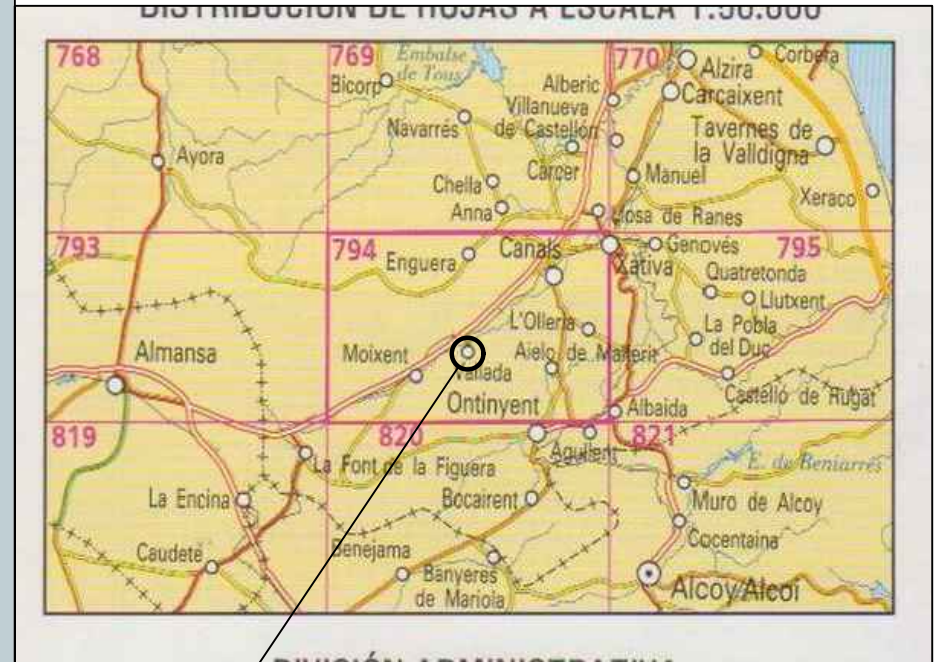 DISTRIBUCIÓN DE HOJAS A ESCALA 1:50.000
768
769
Embalse
de Tous
770
Corbera
Bicorp
Alberic
Alzira
Villanueva
de Castellón
Carcaixent
Navarrés
Tavernes de
la Valldigna
Ayora
Carcer
Manuel
Chella
Anna
Xeraco
Llosa de Ranes
793
794
Canals
Genovés
795
Enguera
Xátiva
Quatretonda
Llutxent
L'Olleria
La Pobla
del Duc
Almansa
Moixent
Aielo de Malferit
Vallada
Castelló de Rugat
Ontinyent
Albaida
819
820
821
Agullent
La Font de la Figuera
E. de Beniarrés
La Encina
Bocairent
Muro de Alcoy
Cocentaina
Caudete
Benejama
Banyeres
de Mariola
Alcoy/Alcoi
DIVISIÓN ADMINISTRATIVA